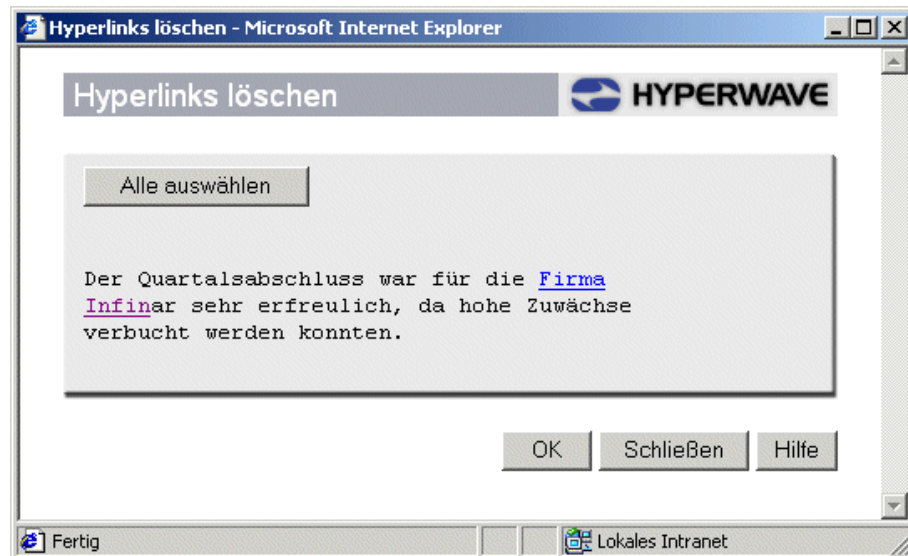 Hyperlinks löschen - Microsoft Internet Explorer
Hyperlinks löschen
HYPERWAVE
Alle auswählen
Der Quartalsabschluss war für die Firma
Infinar sehr erfreulich, da hohe Zuwächse
verbucht werden konnten.
OK Schließen Hilfe
Fertig
Lokales Intranet